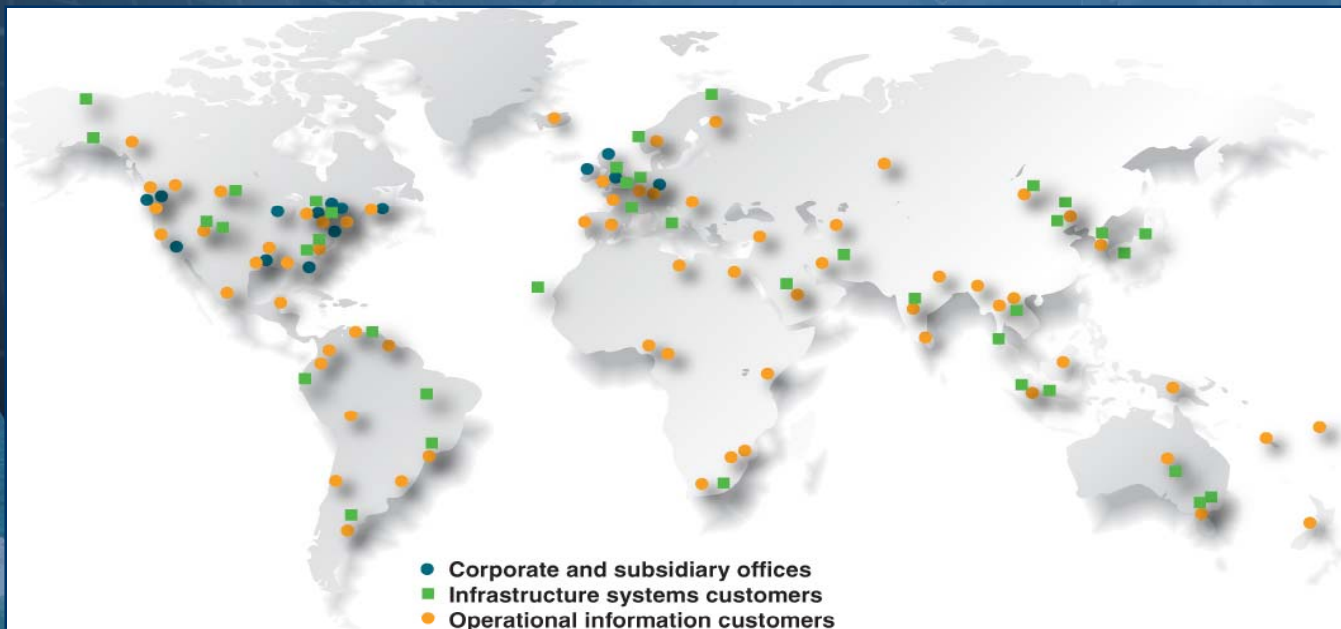 Corporate and subsidiary offices
Infrastructure systems customers
Operational information customers